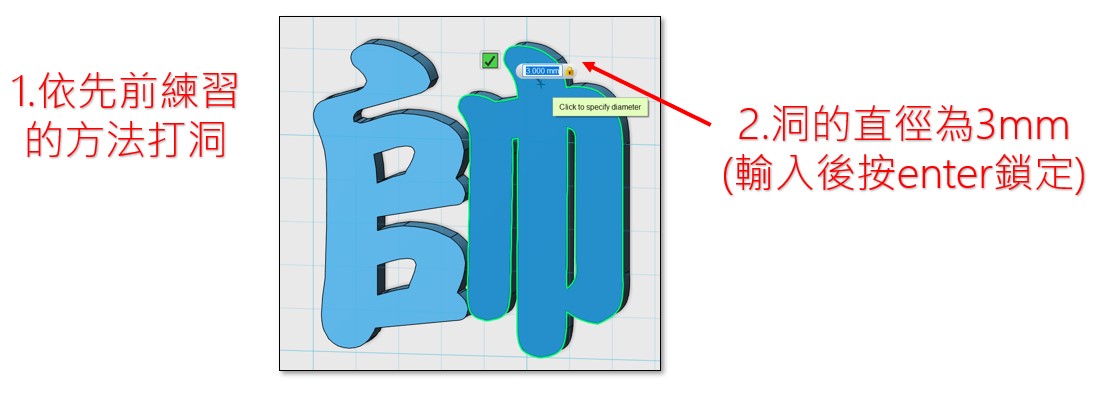 1.依先前練習
的方法打洞
帥
3.000 mm
Click to specify diameter
2.洞的直徑為3mm
(輸入後按enter鎖定)